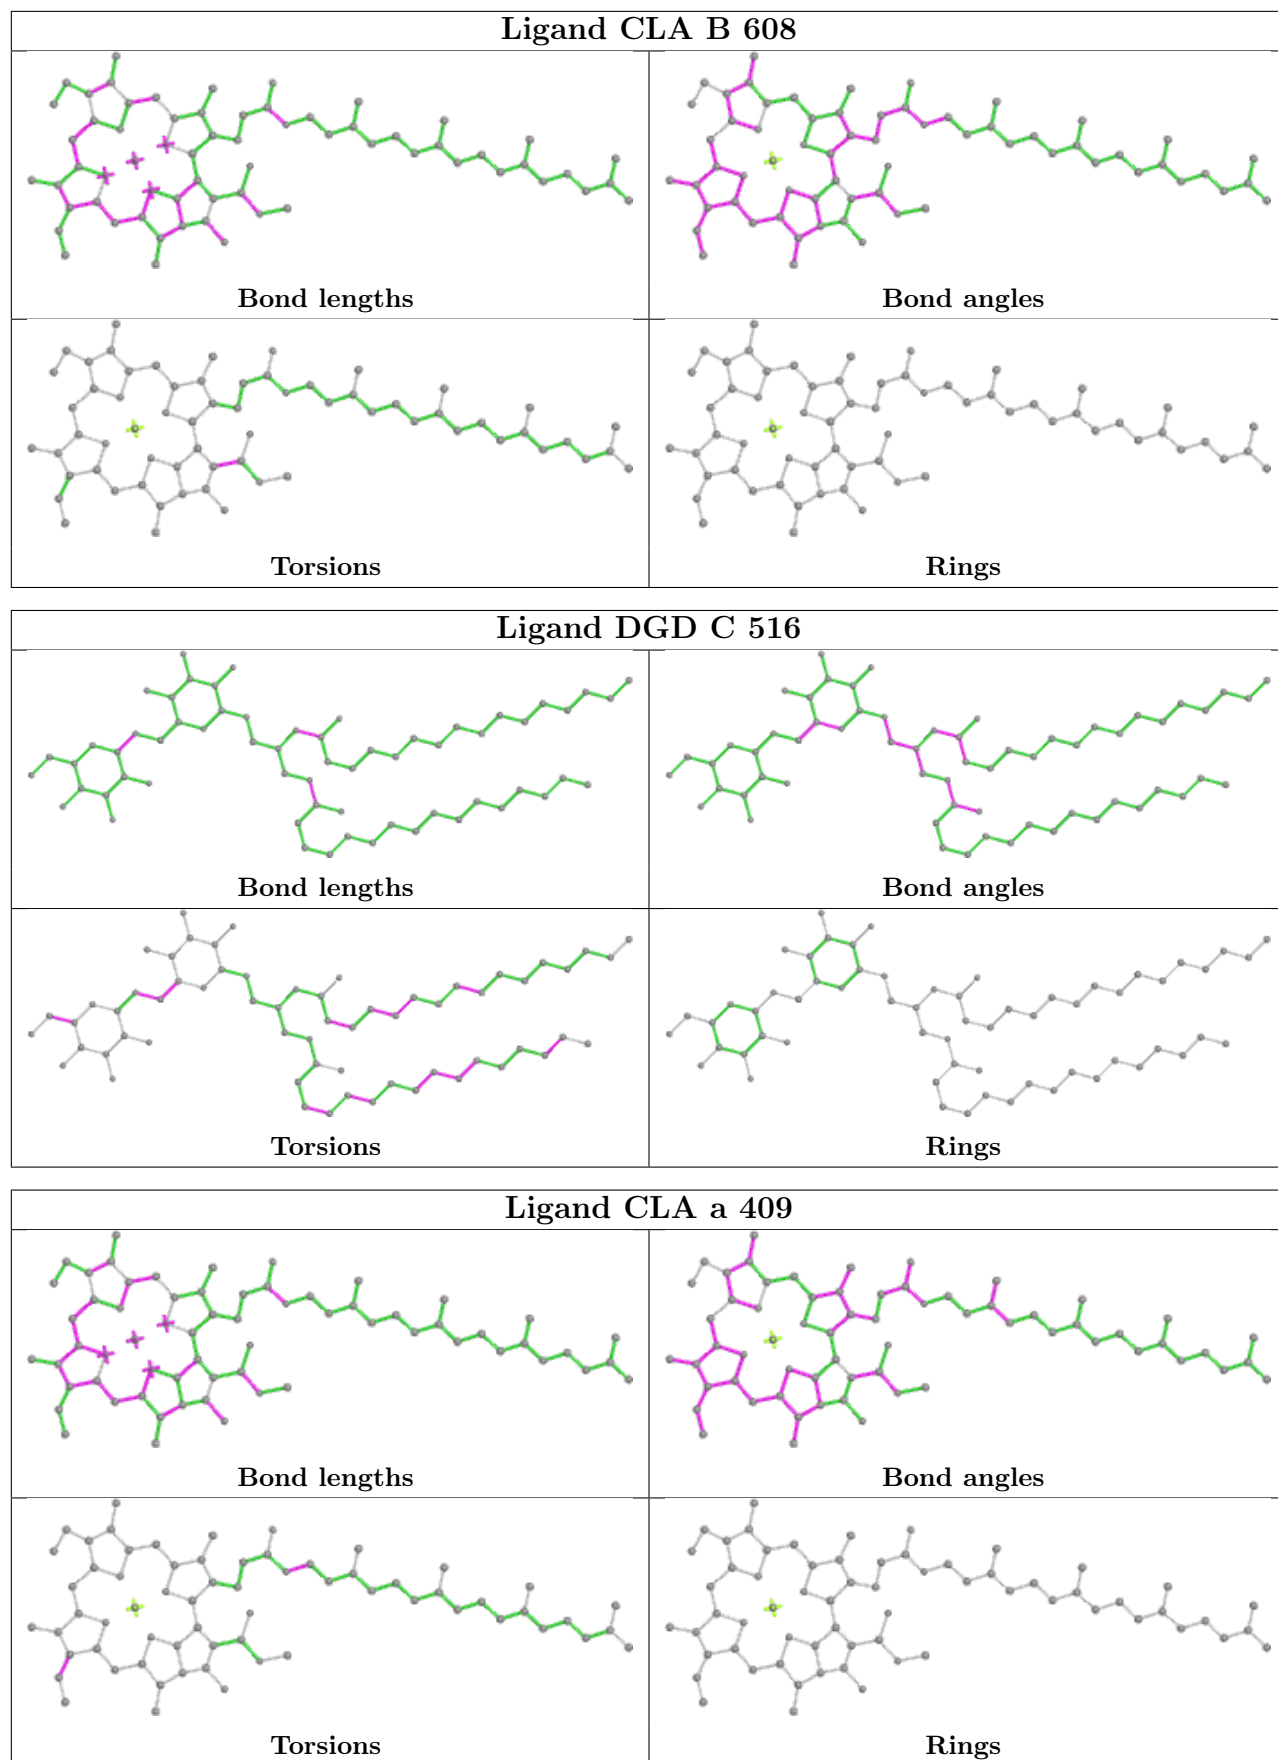 Ligand CLA B 608
Bond lengths
Bond angles
Torsions
Rings
Ligand DGD C 516
Bond lengths
Bond angles
Torsions
Rings
Ligand CLA a 409
Bond lengths
Bond angles
Torsions
Rings